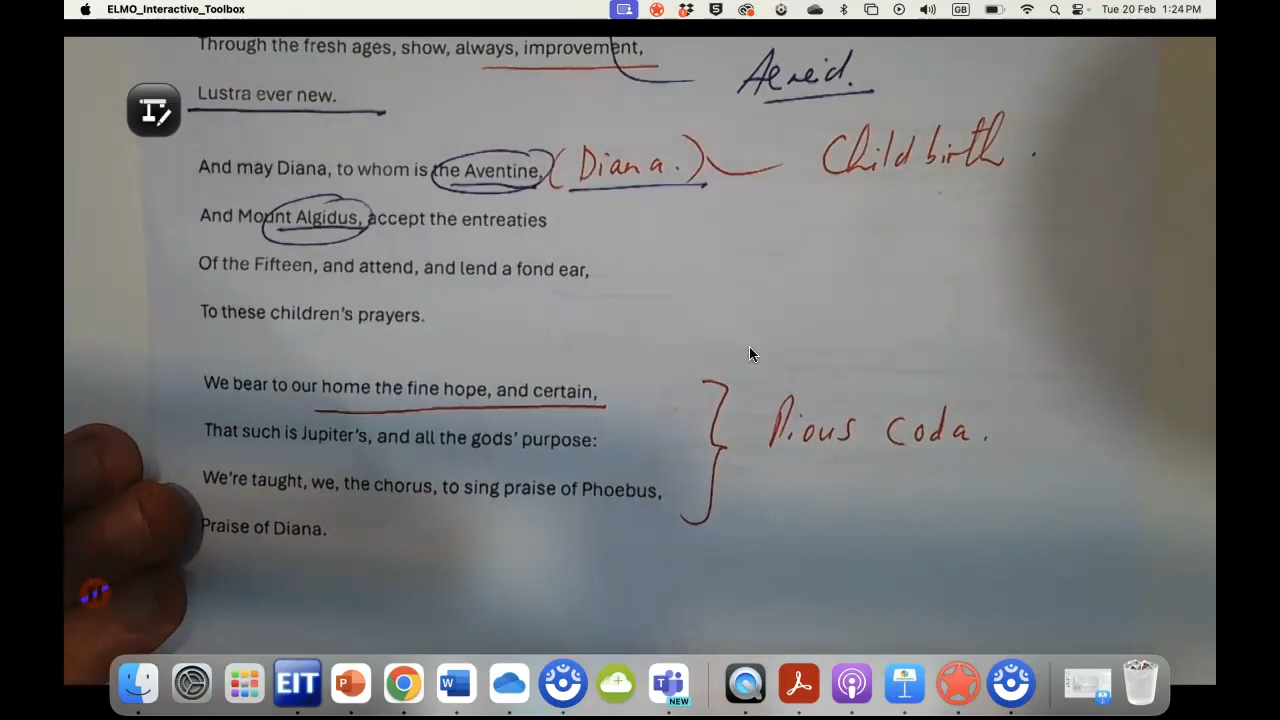 ELMO_Interactive_Toolbox
GB
Tue 20 Feb 1:24 PM
Through the fresh ages, show, always, improvement,
Aeneid.
Lustra ever new.
And may Diana, to whom is the Aventine, (Diana.) Childbirth.
And Mount Algidus, accept the entreaties
Of the Fifteen, and attend, and lend a fond ear,
To these children's prayers.
We bear to our home the fine hope, and certain,
That such is Jupiter's, and all the gods' purpose:
Pious coda.
We're taught, we, the chorus, to sing praise of Phoebus,
Praise of Diana.
EIT
P
W
T
NEW